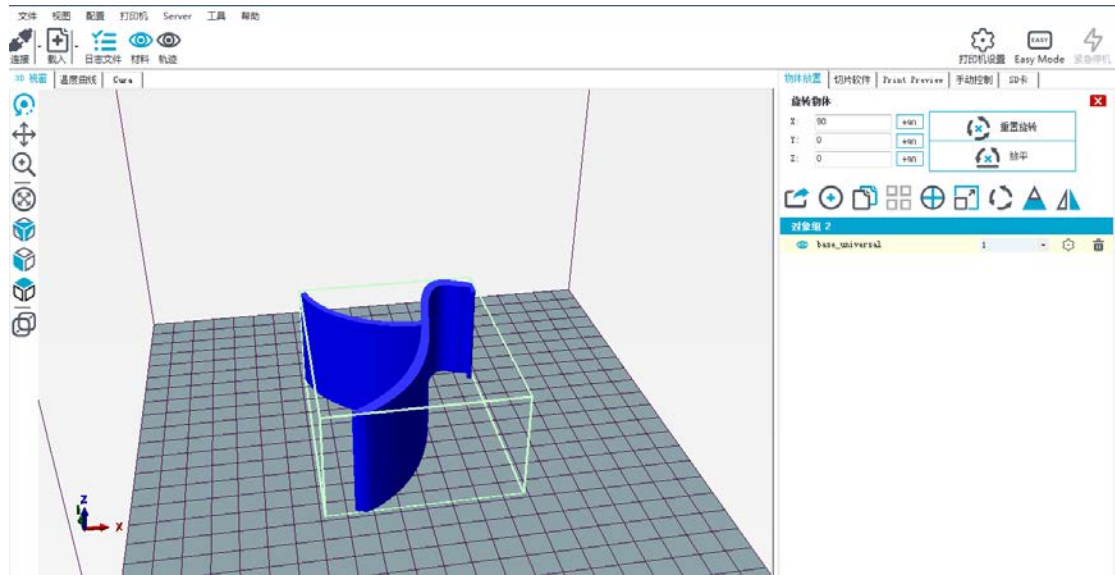 文件 视图 配置 打印机 Server 工具 帮助
连接 载入 日志文件 材料 轨迹 打印机设置 Easy Mode 紧急停机
EASY
3D 视窗 温度曲线 Cura 物体放置 切片软件 Print Preview 手动控制 SD卡
旋转物体
X: 90 +90 重置旋转
Y: 0 +90
Z: 0 +90 放平
对象组 2
base_universal 1
Z
X